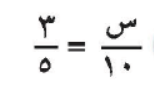 ٣/٥ = س/١٠